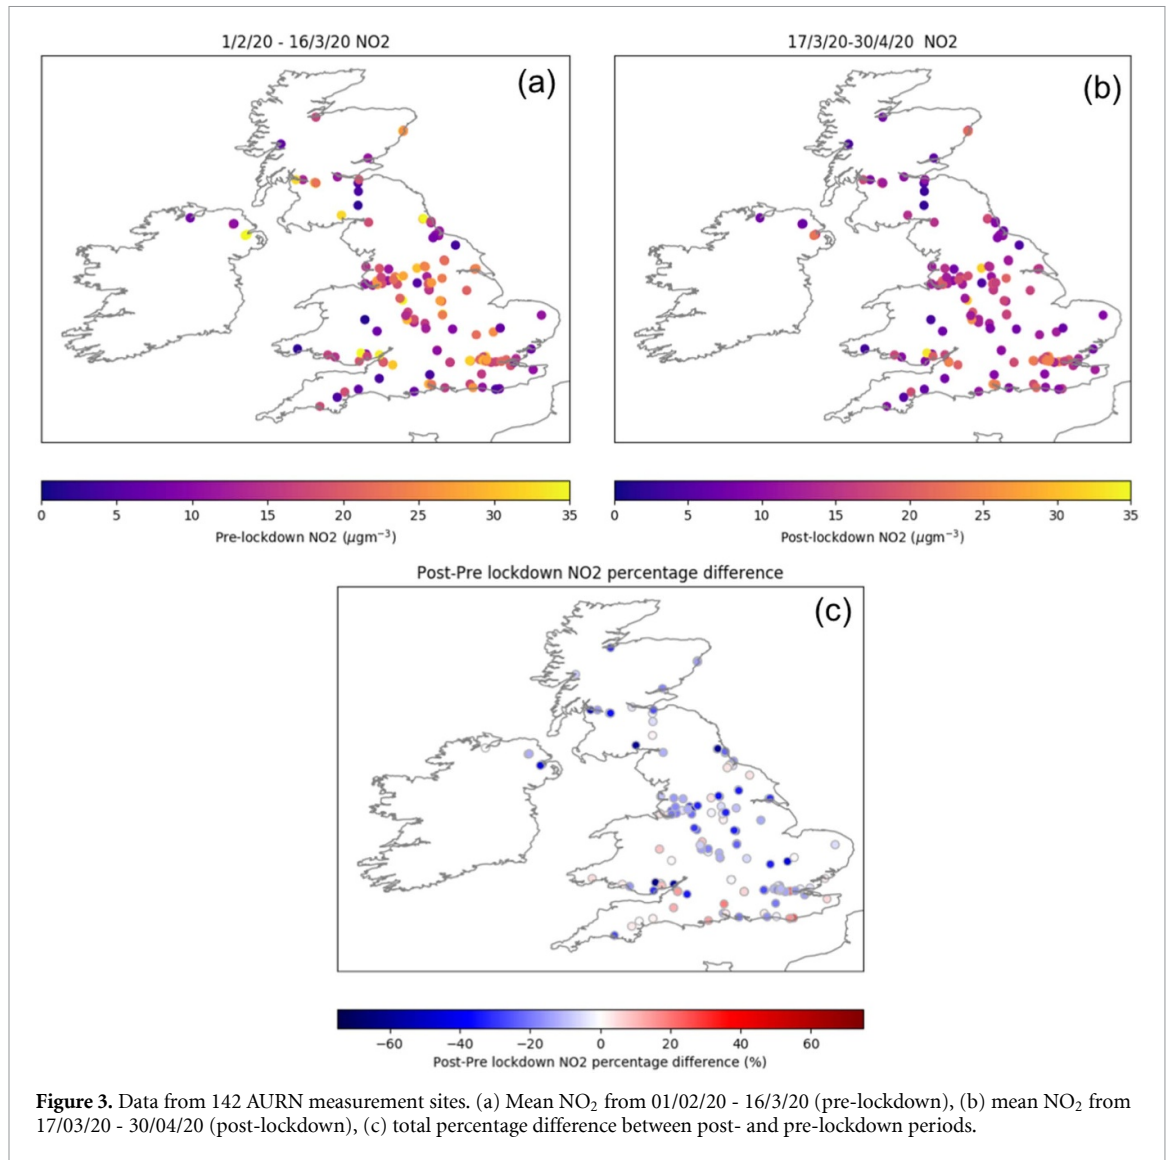 1/2/20 - 16/3/20 NO2
(a)
0 5 10 15 20 25 30 35
Pre-lockdown NO2 (μgm⁻³)
17/3/20-30/4/20 NO2
(b)
0 5 10 15 20 25 30 35
Post-lockdown NO2 (μgm⁻³)
Post-Pre lockdown NO2 percentage difference
(c)
−60 −40 −20 0 20 40 60
Post-Pre lockdown NO2 percentage difference (%)
Figure 3. Data from 142 AURN measurement sites. (a) Mean NO₂ from 01/02/20 - 16/3/20 (pre-lockdown), (b) mean NO₂ from
17/03/20 - 30/04/20 (post-lockdown), (c) total percentage difference between post- and pre-lockdown periods.